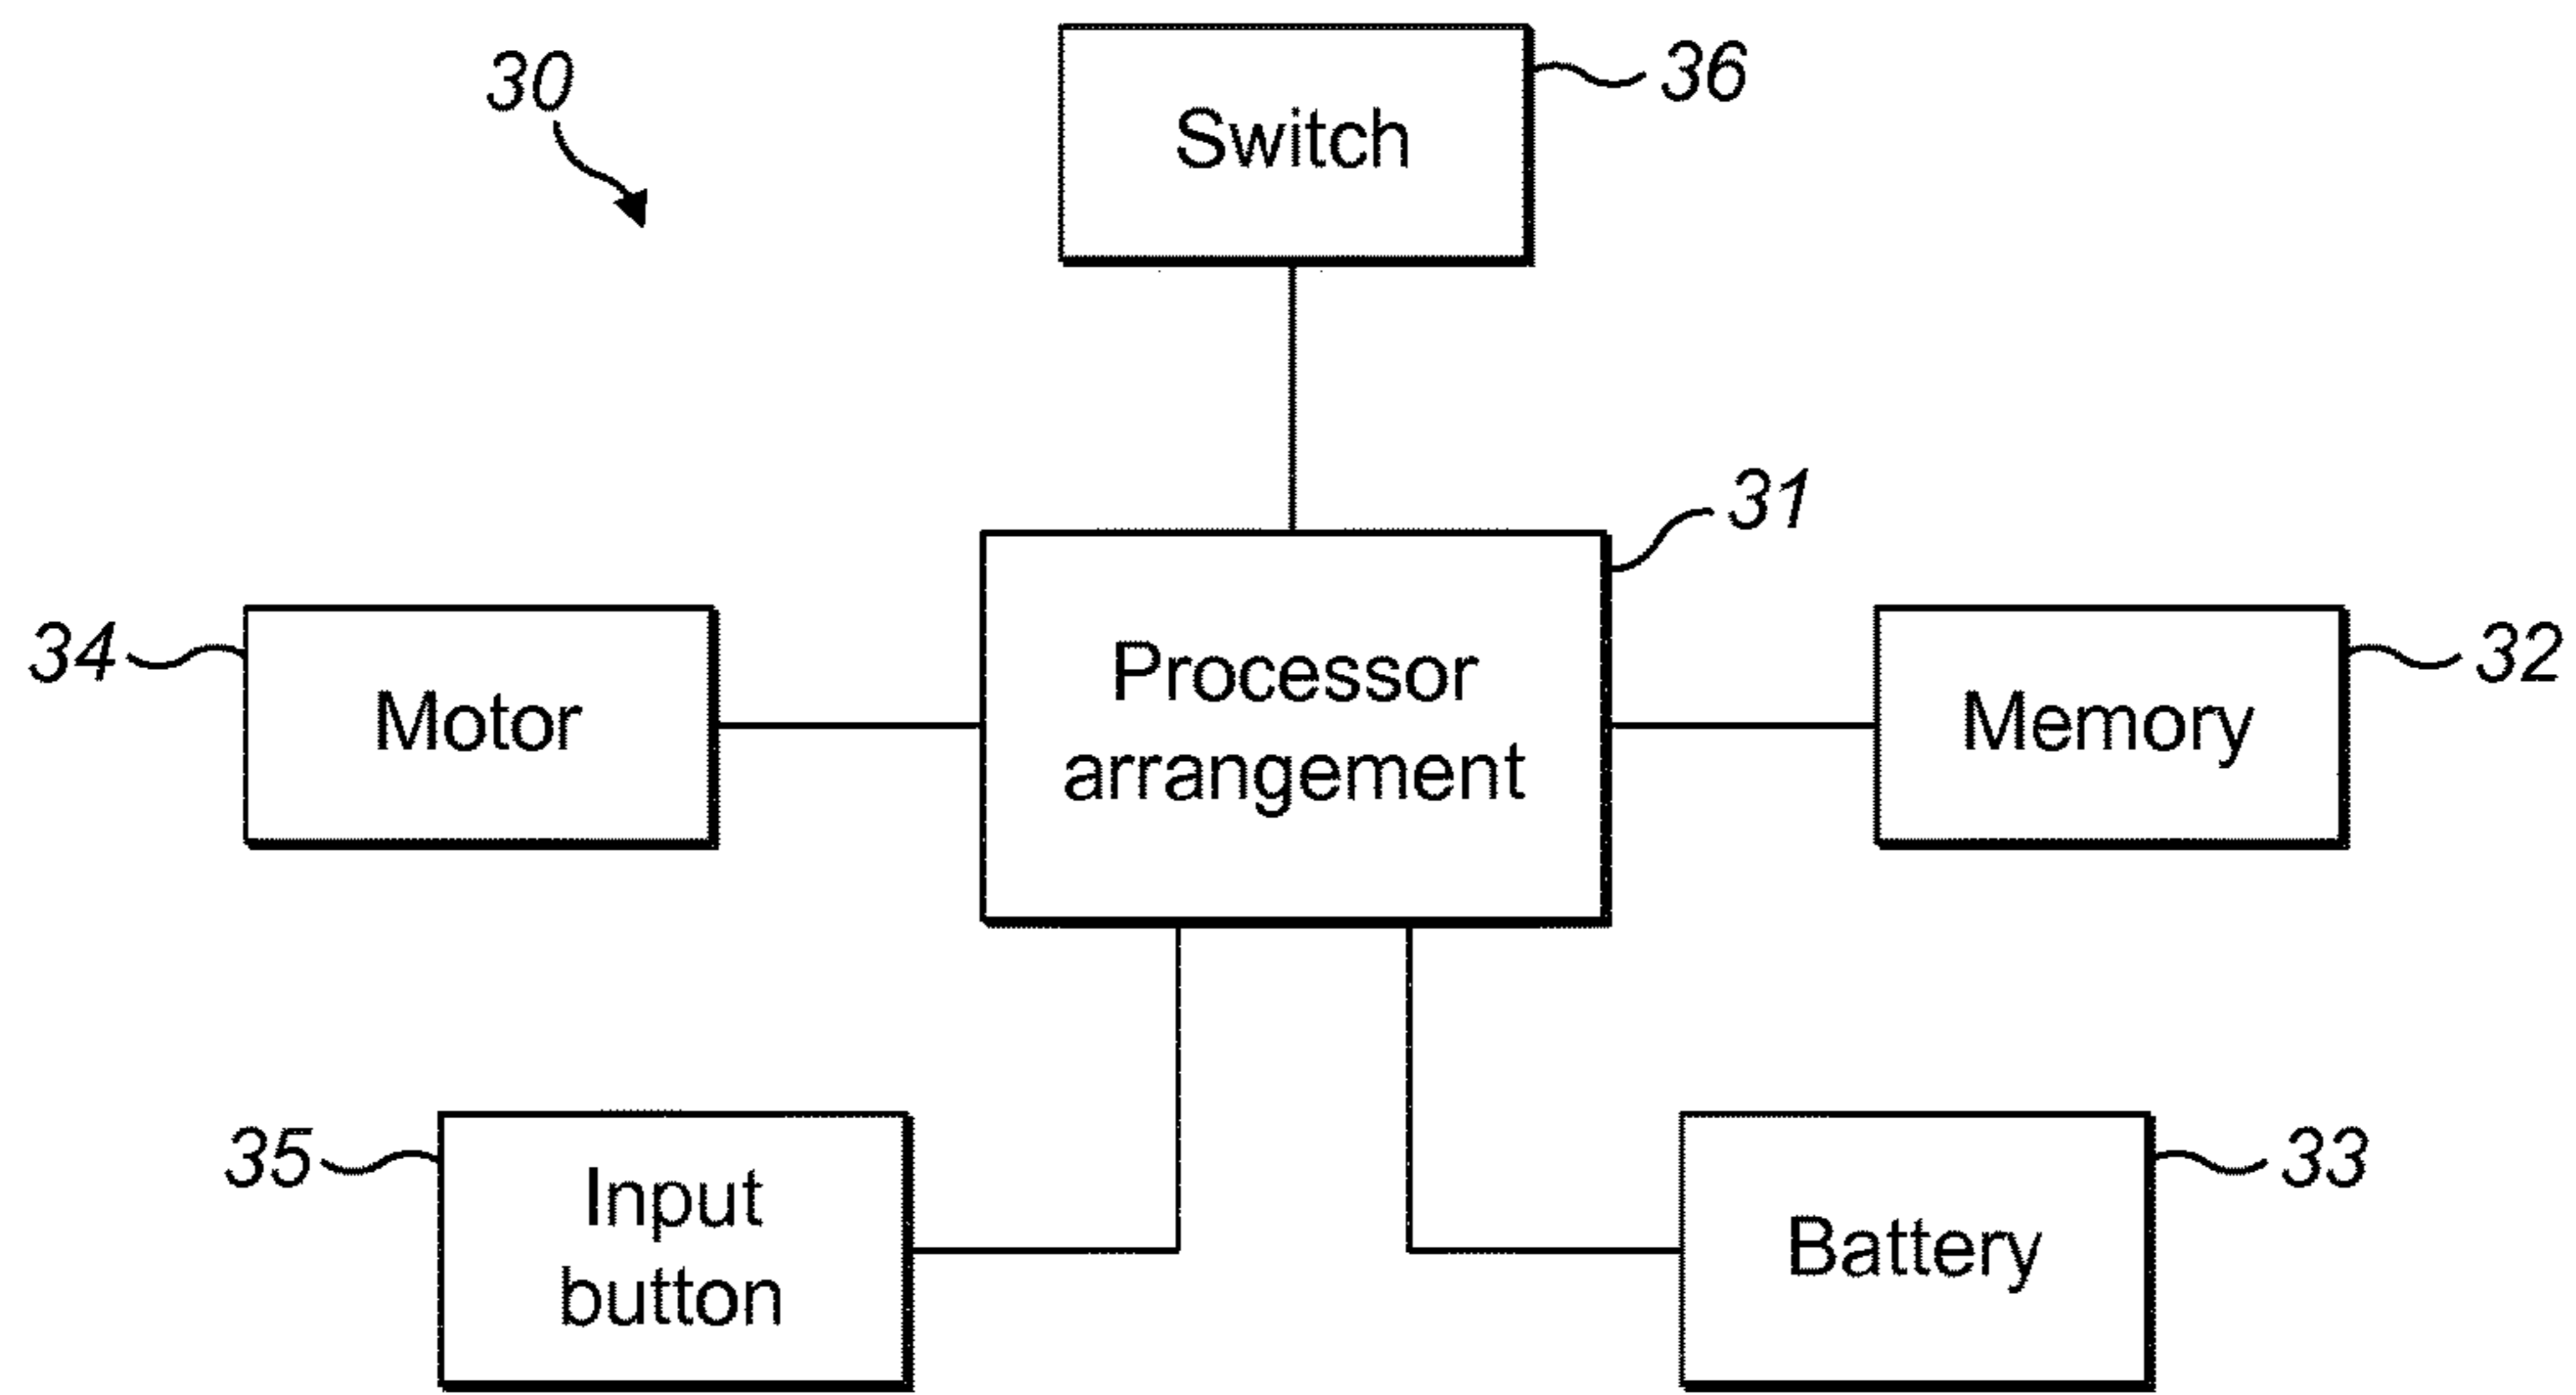 30
Switch
36
31
34
Motor
Processor
arrangement
Memory
32
35
Input
button
Battery
33